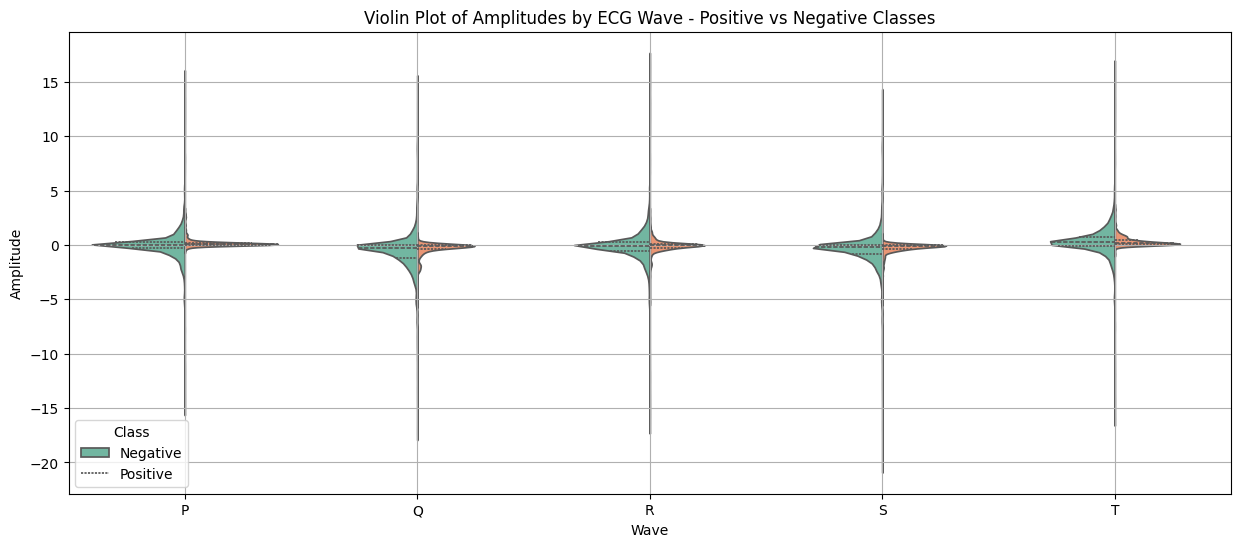 Violin Plot of Amplitudes by ECG Wave - Positive vs Negative Classes
Amplitude
15
10
5
0
−5
−10
−15
−20
Class
Negative
Positive
P Q R S T
Wave